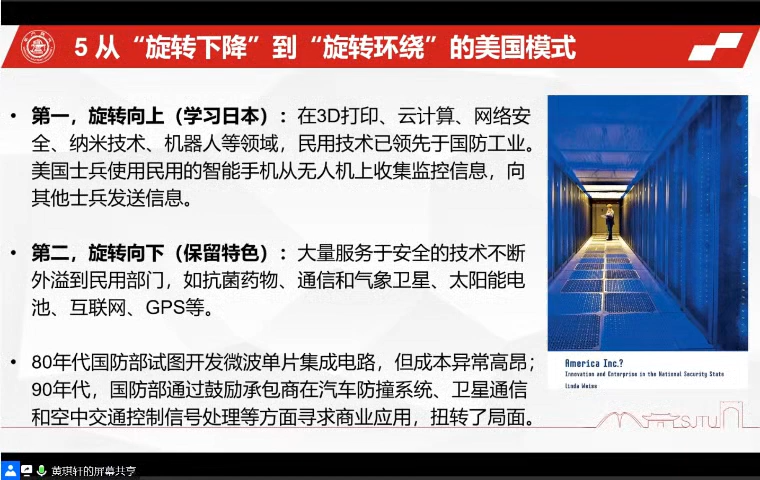 5 从“旋转下降”到“旋转环绕”的美国模式
• 第一，旋转向上（学习日本）：在3D打印、云计算、网络安
全、纳米技术、机器人等领域，民用技术已领先于国防工业。
美国士兵使用民用的智能手机从无人机上收集监控信息，向
其他士兵发送信息。
• 第二，旋转向下（保留特色）：大量服务于安全的技术不断
外溢到民用部门，如抗菌药物、通信和气象卫星、太阳能电
池、互联网、GPS等。
• 80年代国防部试图开发微波单片集成电路，但成本异常高昂；
90年代，国防部通过鼓励承包商在汽车防撞系统、卫星通信
和空中交通控制信号处理等方面寻求商业应用，扭转了局面。
America Inc.?
Innovation and Enterprise in the National Security State
Linda Weiss
SJTU
黄琪轩的屏幕共享